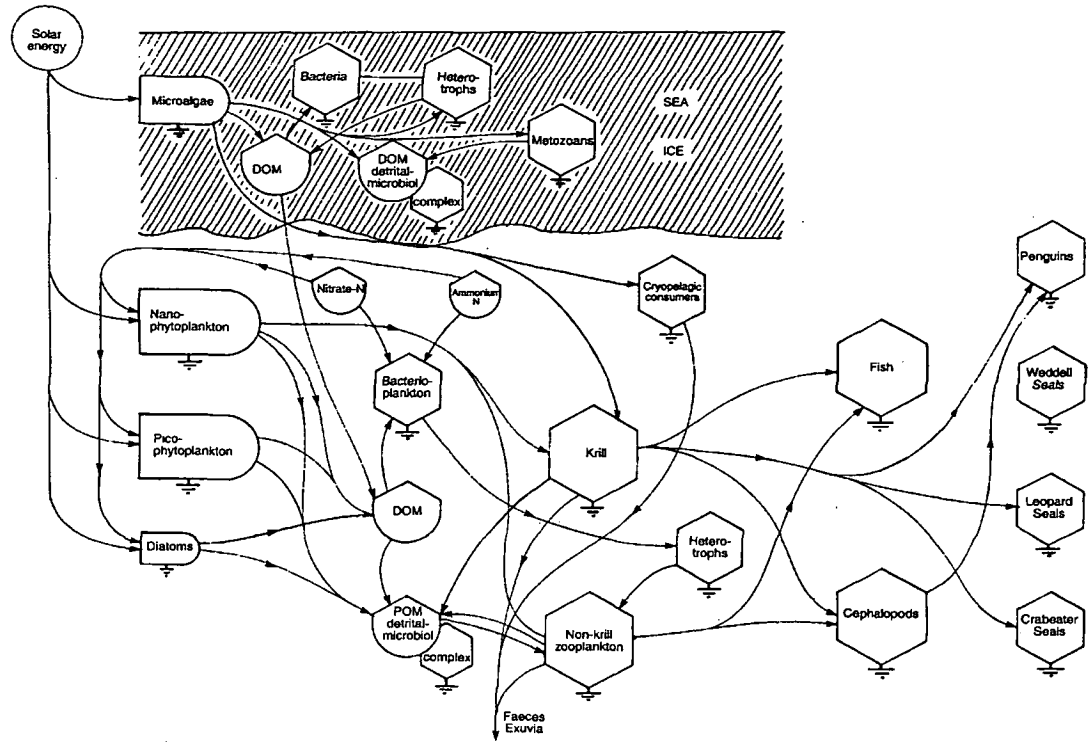 Solar
energy
Microalgae
Bacteria
Hetero-
trophs
SEA
ICE
Metozoans
DOM
DOM
detrital-
microbiol
complex
Penguins
Nitrate-N
Ammonium
N
Cryopelagic
consumers
Nano-
phytoplankton
Bacterio-
plankton
Fish
Weddell
Seals
Pico-
phytoplankton
Krill
DOM
Leopard
Seals
Diatoms
Hetero-
trophs
POM
detrital-
microbiol
complex
Non-krill
zooplankton
Cephalopods
Crabeater
Seals
Faeces
Exuvia